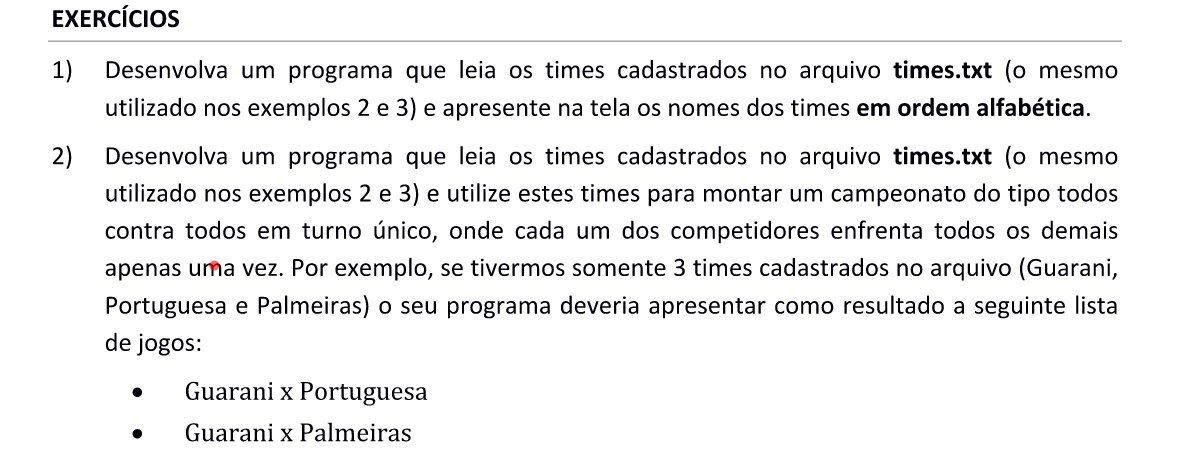 EXERCÍCIOS
1) Desenvolva um programa que leia os times cadastrados no arquivo times.txt (o mesmo
utilizado nos exemplos 2 e 3) e apresente na tela os nomes dos times em ordem alfabética.
2) Desenvolva um programa que leia os times cadastrados no arquivo times.txt (o mesmo
utilizado nos exemplos 2 e 3) e utilize estes times para montar um campeonato do tipo todos
contra todos em turno único, onde cada um dos competidores enfrenta todos os demais
apenas uma vez. Por exemplo, se tivermos somente 3 times cadastrados no arquivo (Guarani,
Portuguesa e Palmeiras) o seu programa deveria apresentar como resultado a seguinte lista
de jogos:
• Guarani x Portuguesa
• Guarani x Palmeiras